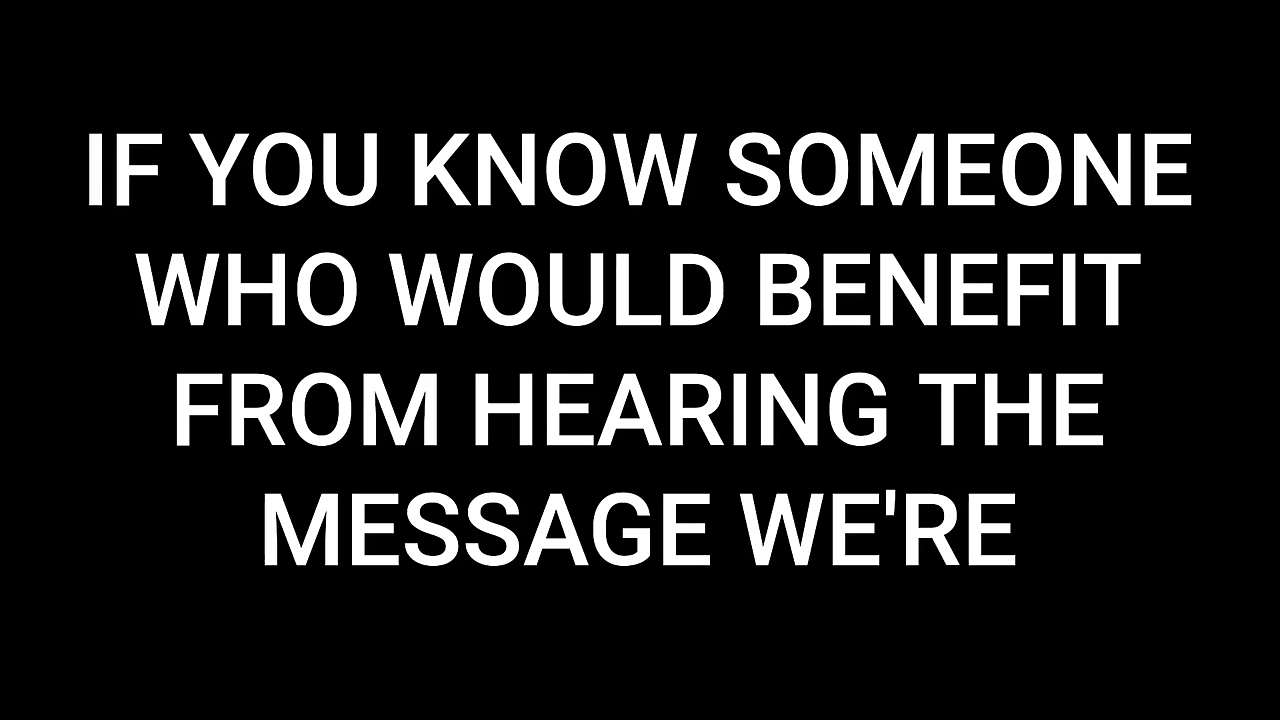 IF YOU KNOW SOMEONE
WHO WOULD BENEFIT
FROM HEARING THE
MESSAGE WE'RE